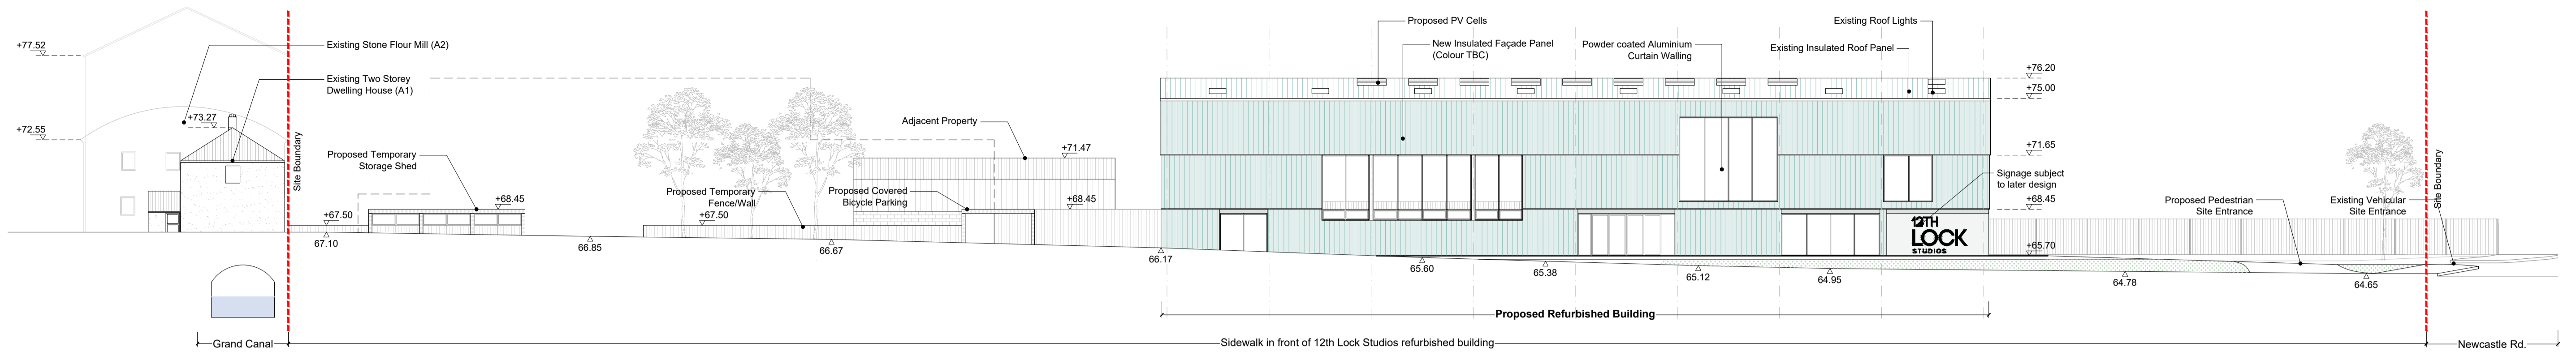 +77.52
Existing Stone Flour Mill (A2)
Existing Two Storey
Dwelling House (A1)
+73.27
+72.55
Site Boundary
Proposed Temporary
Storage Shed
+68.45
+67.50
67.10
66.85
Proposed Temporary
Fence/Wall
+67.50
66.67
Adjacent Property
+71.47
Proposed Covered
Bicycle Parking
+68.45
66.17
Proposed PV Cells
New Insulated Façade Panel
(Colour TBC)
Powder coated Aluminium
Curtain Walling
Existing Roof Lights
Existing Insulated Roof Panel
+76.20
+75.00
+71.65
Signage subject
to later design
+68.45
12TH
LOCK
STUDIOS
+65.70
65.60
65.38
65.12
64.95
64.78
64.65
Proposed Pedestrian
Site Entrance
Existing Vehicular
Site Entrance
Site Boundary
Proposed Refurbished Building
Grand Canal
Sidewalk in front of 12th Lock Studios refurbished building
Newcastle Rd.